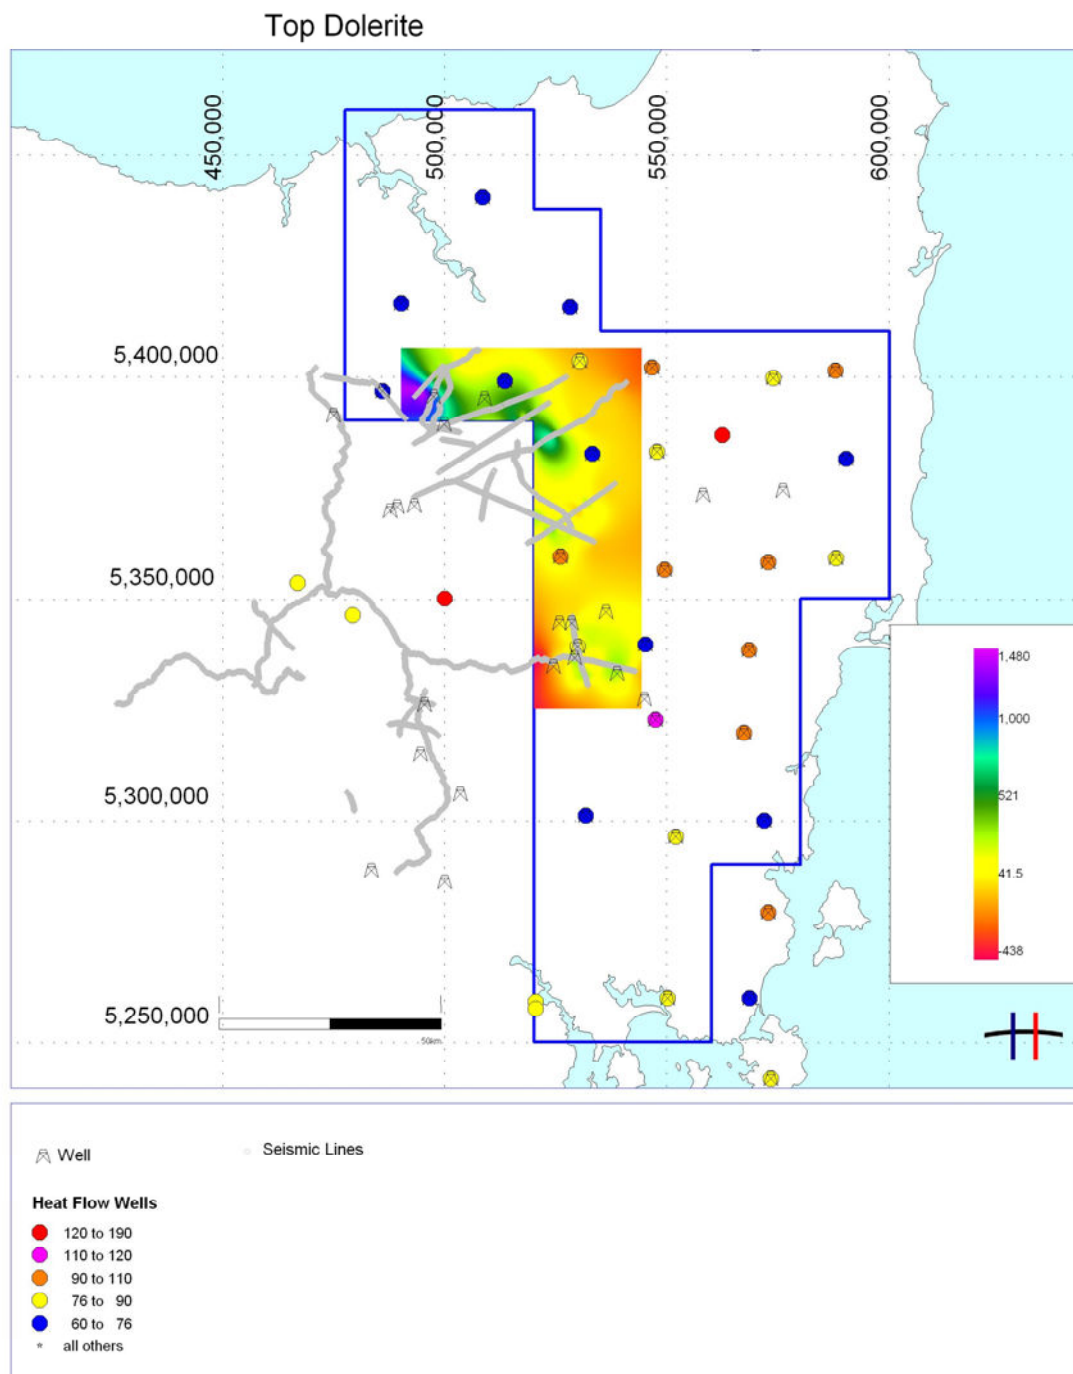 Top Dolerite
450,000
500,000
550,000
600,000
5,400,000
5,350,000
5,300,000
5,250,000
50km
1,480
1,000
521
41.5
-438
Well
Seismic Lines
Heat Flow Wells
120 to 190
110 to 120
90 to 110
76 to 90
60 to 76
all others